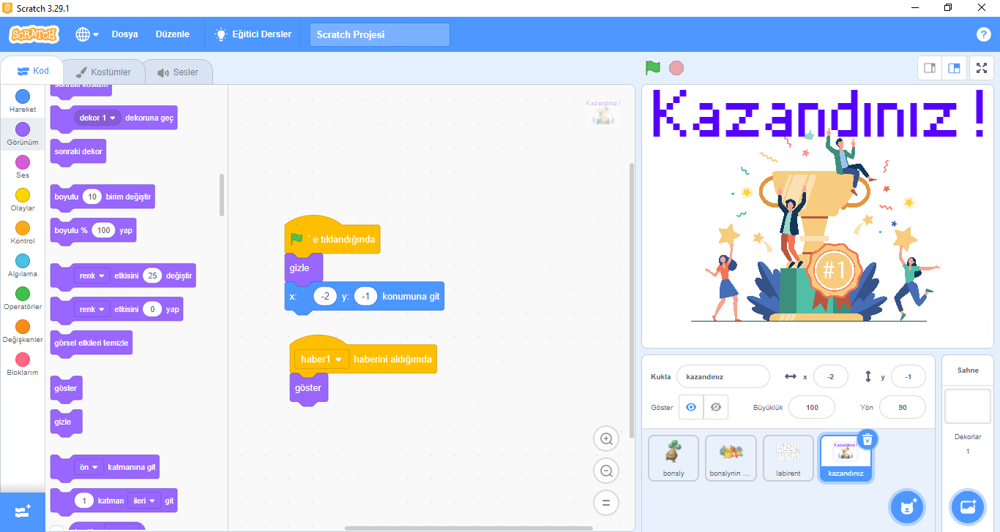 Scratch 3.29.1
SCRATCH
Dosya
Düzenle
Eğitici Dersler
Scratch Projesi
?
Kod
Kostümler
Sesler
Hareket
Görünüm
Ses
Olaylar
Kontrol
Algılama
Operatörler
Değişkenler
Bloklarım
sonraki kostüm
dekor 1 dekoruna geç
sonraki dekor
boyutu 10 birim değiştir
boyutu % 100 yap
renk etkisini 25 değiştir
renk etkisini 0 yap
görsel etkileri temizle
göster
gizle
ön katmanına git
1 katman ileri git
' e tıklandığında
gizle
x: -2 y: -1 konumuna git
haber1 haberini aldığımda
göster
Kazandınız !
Kazandınız !
#1
Kukla kazandınız x -2 y -1
Göster Büyüklük 100 Yön 90
bonsly
bonslynin ...
labirent
Kazandınız !
kazandınız
Sahne
Dekorlar
1